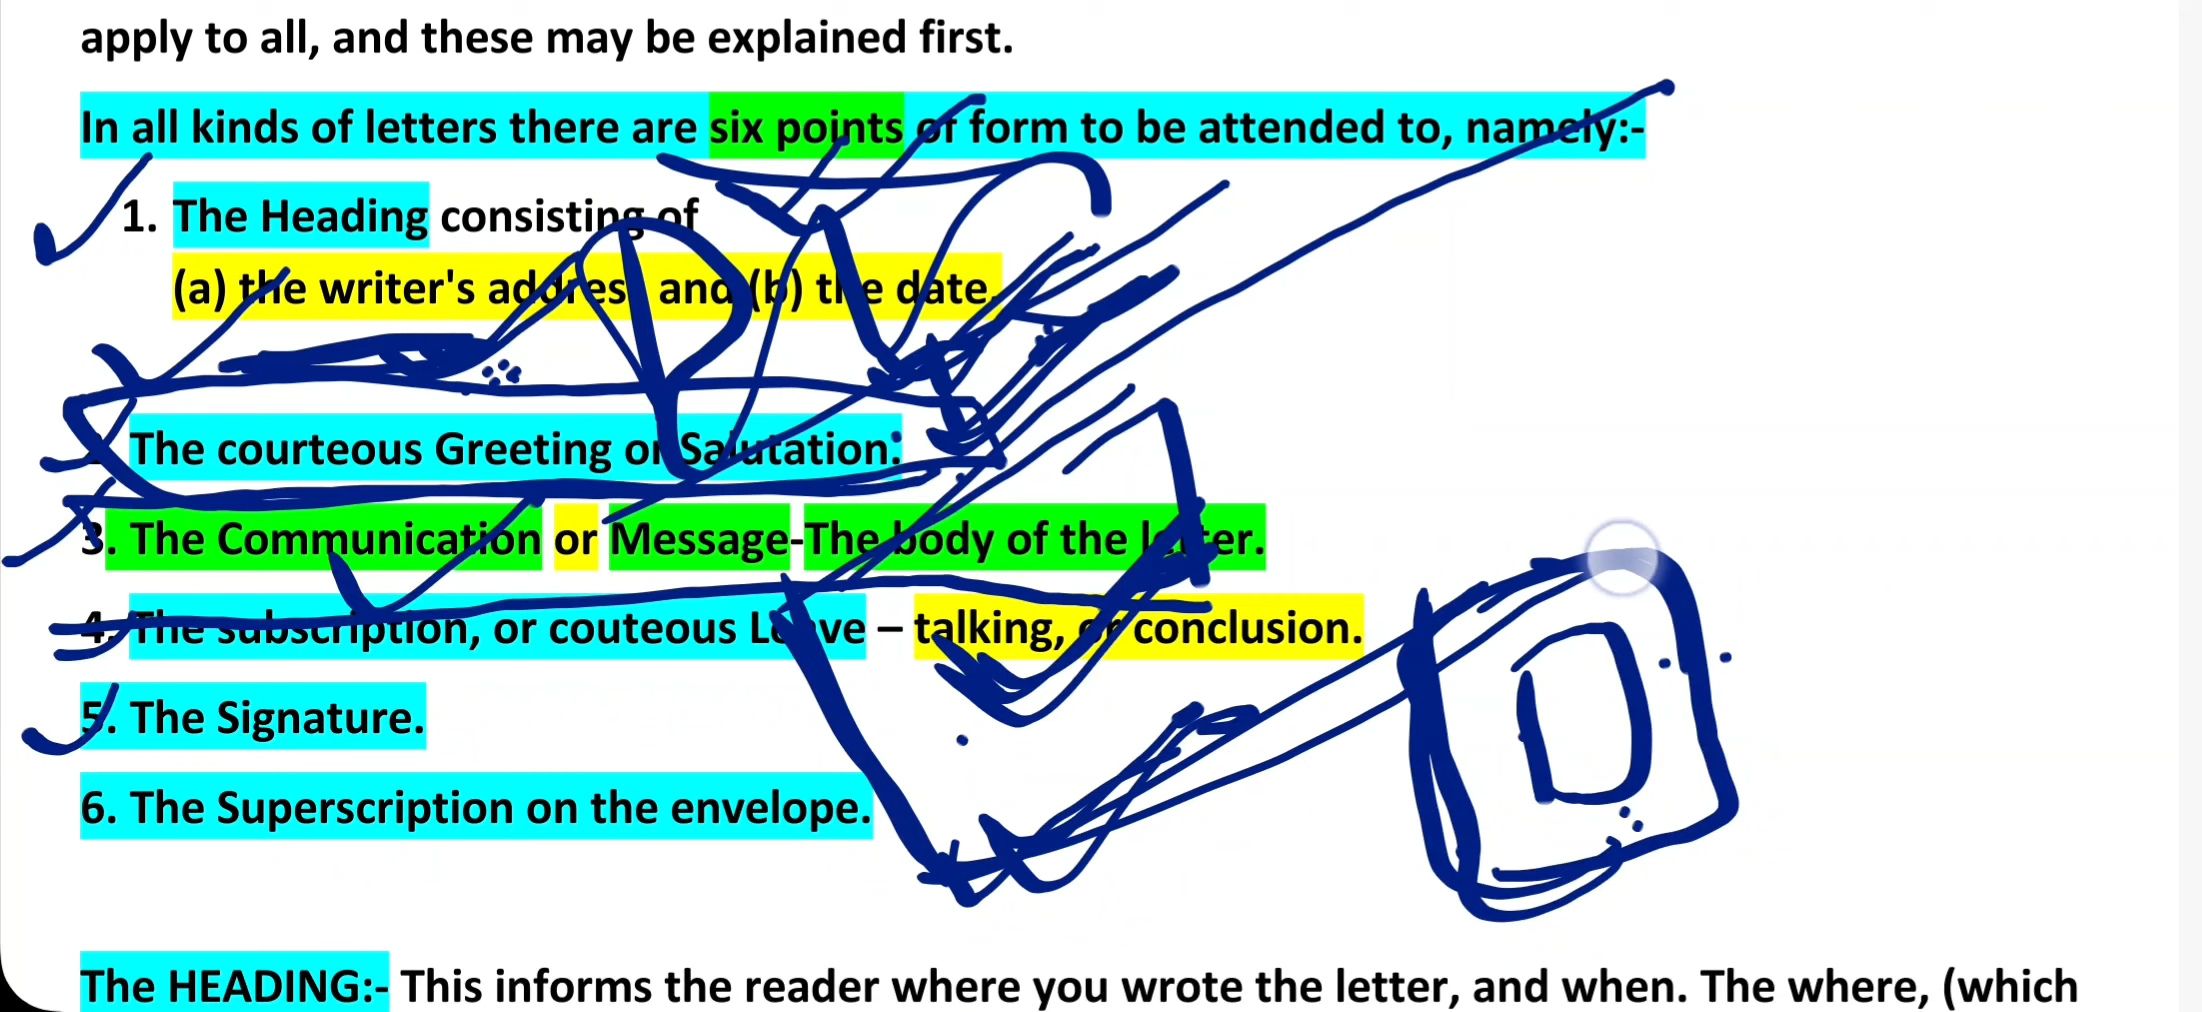 apply to all, and these may be explained first.
In all kinds of letters there are six points of form to be attended to, namely:-
1. The Heading consisting of
(a) the writer's address and (b) the date.
The courteous Greeting or Salutation:
3. The Communication or Message-The body of the letter.
4. The subscription, or couteous Leave – talking, or conclusion.
5. The Signature.
6. The Superscription on the envelope.
The HEADING:- This informs the reader where you wrote the letter, and when. The where, (which